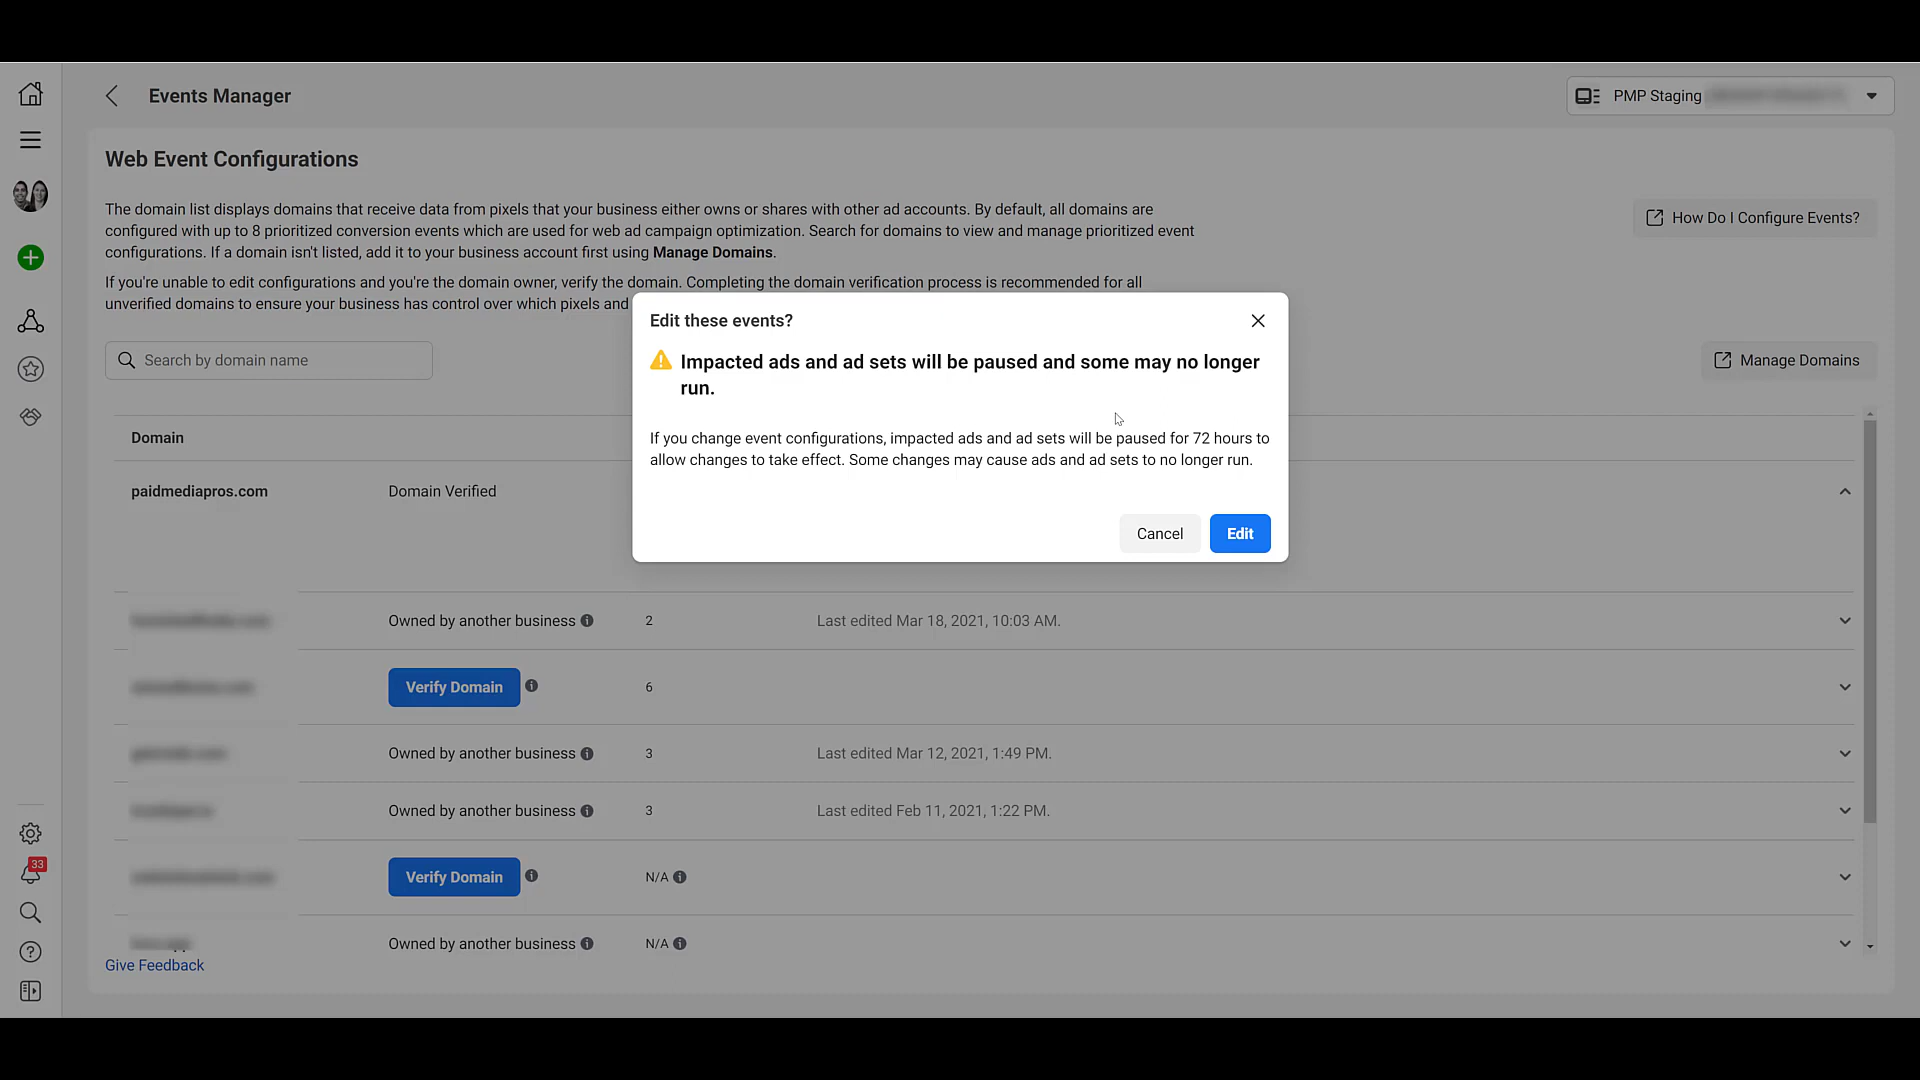 Events Manager
PMP Staging
Web Event Configurations
The domain list displays domains that receive data from pixels that your business either owns or shares with other ad accounts. By default, all domains are
configured with up to 8 prioritized conversion events which are used for web ad campaign optimization. Search for domains to view and manage prioritized event
configurations. If a domain isn't listed, add it to your business account first using Manage Domains.
How Do I Configure Events?
If you're unable to edit configurations and you're the domain owner, verify the domain. Completing the domain verification process is recommended for all
unverified domains to ensure your business has control over which pixels and
Edit these events?
Impacted ads and ad sets will be paused and some may no longer
run.
If you change event configurations, impacted ads and ad sets will be paused for 72 hours to
allow changes to take effect. Some changes may cause ads and ad sets to no longer run.
Cancel
Edit
Search by domain name
Manage Domains
Domain
paidmediapros.com
Domain Verified
Owned by another business
2
Last edited Mar 18, 2021, 10:03 AM.
Verify Domain
6
Owned by another business
3
Last edited Mar 12, 2021, 1:49 PM.
Owned by another business
3
Last edited Feb 11, 2021, 1:22 PM.
Verify Domain
N/A
Owned by another business
N/A
Give Feedback
33